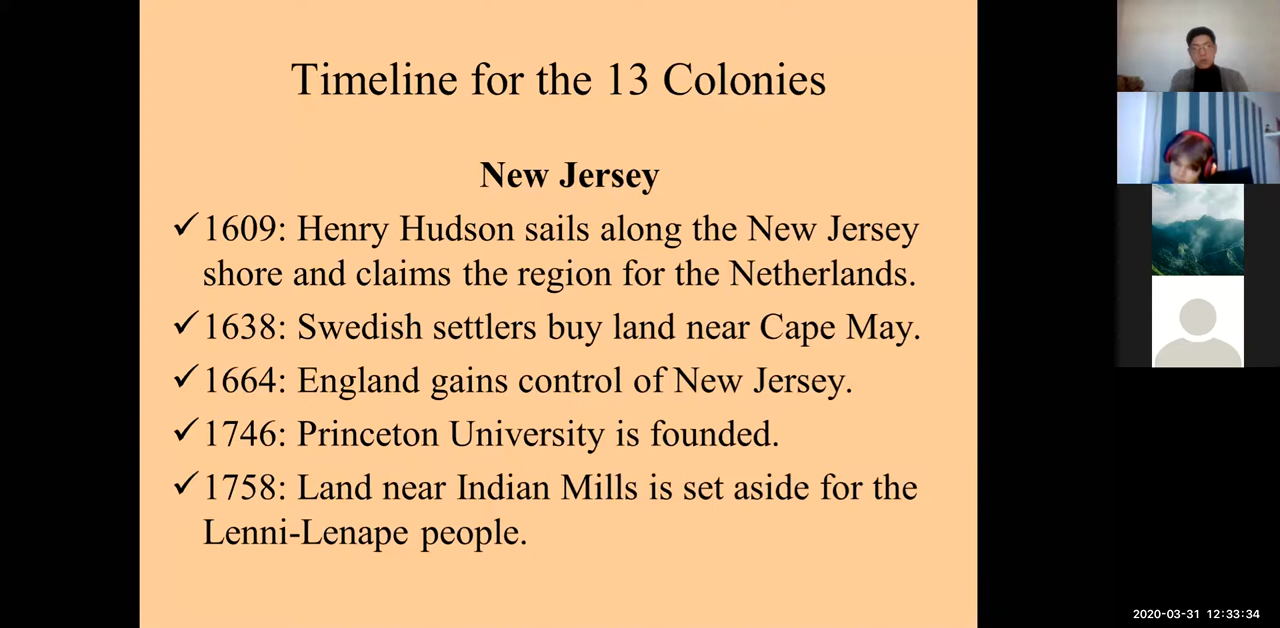 Timeline for the 13 Colonies
New Jersey
✓1609: Henry Hudson sails along the New Jersey
shore and claims the region for the Netherlands.
✓1638: Swedish settlers buy land near Cape May.
✓1664: England gains control of New Jersey.
✓1746: Princeton University is founded.
✓1758: Land near Indian Mills is set aside for the
Lenni-Lenape people.
2020-03-31 12:33:34